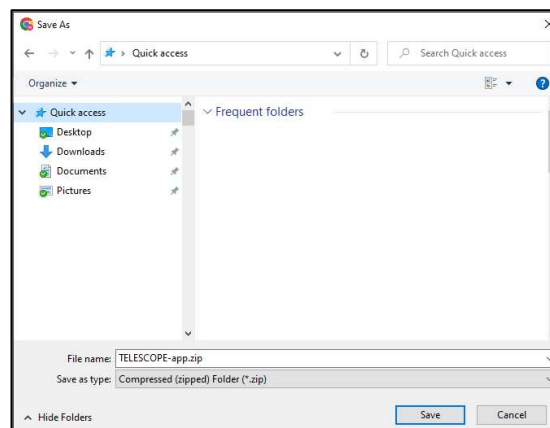 Save As
Quick access
Search Quick access
Organize
?
Quick access
Frequent folders
Desktop
Downloads
Documents
Pictures
File name: TELESCOPE-app.zip
Save as type: Compressed (zipped) Folder (*.zip)
Hide Folders
Save
Cancel